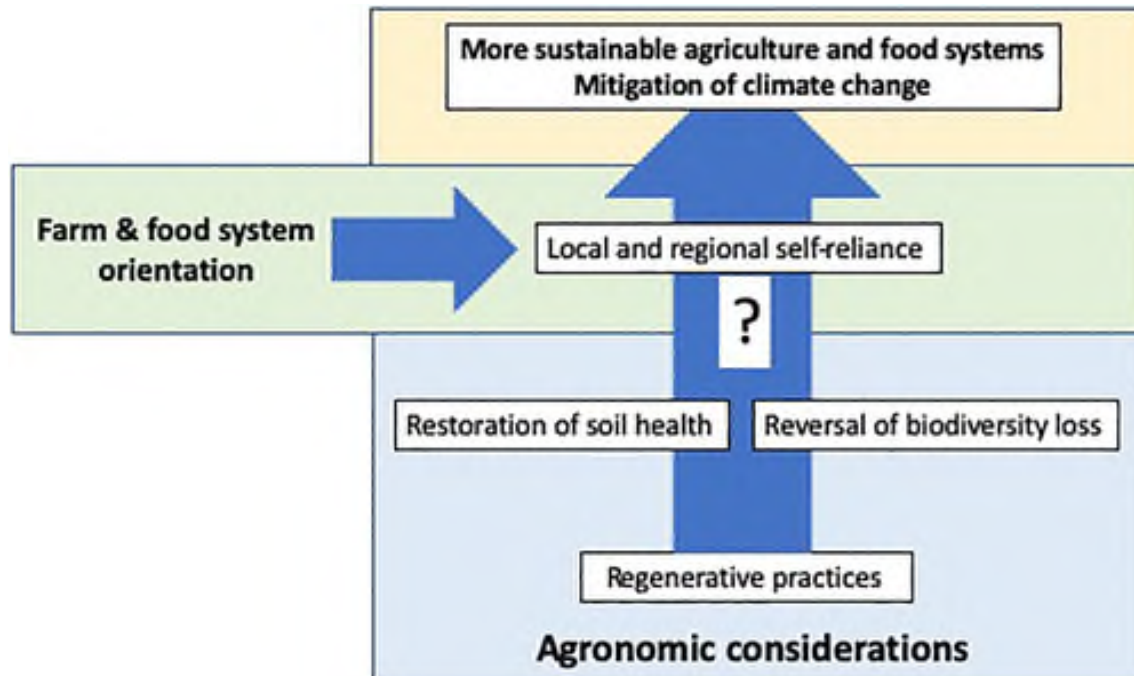 More sustainable agriculture and food systems
Mitigation of climate change
Farm & food system
orientation
Local and regional self-reliance
?
Restoration of soil health
Reversal of biodiversity loss
Regenerative practices
Agronomic considerations